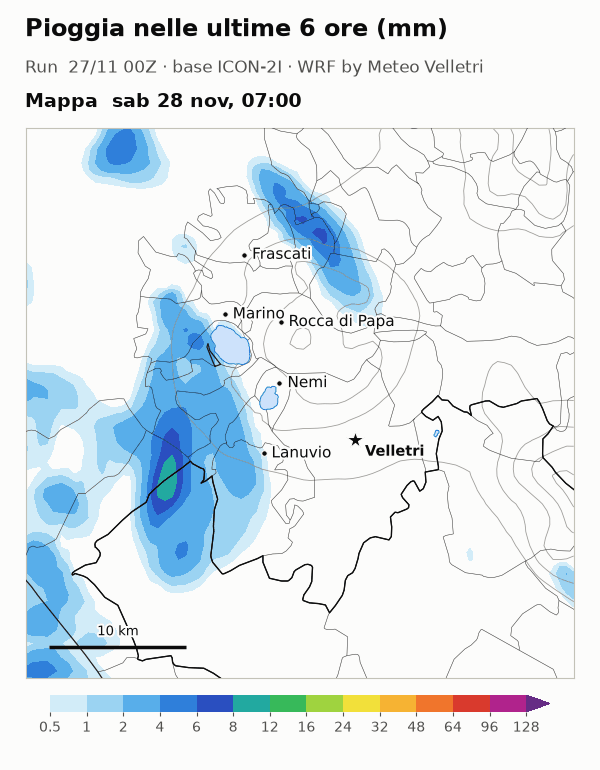 Pioggia nelle ultime 6 ore (mm)
Run  27/11 00Z · base ICON-2I · WRF by Meteo Velletri
Mappa  sab 28 nov, 07:00
Frascati
Marino
Rocca di Papa
Nemi
Velletri
Lanuvio
10 km
0.5 1 2 4 6 8 12 16 24 32 48 64 96 128